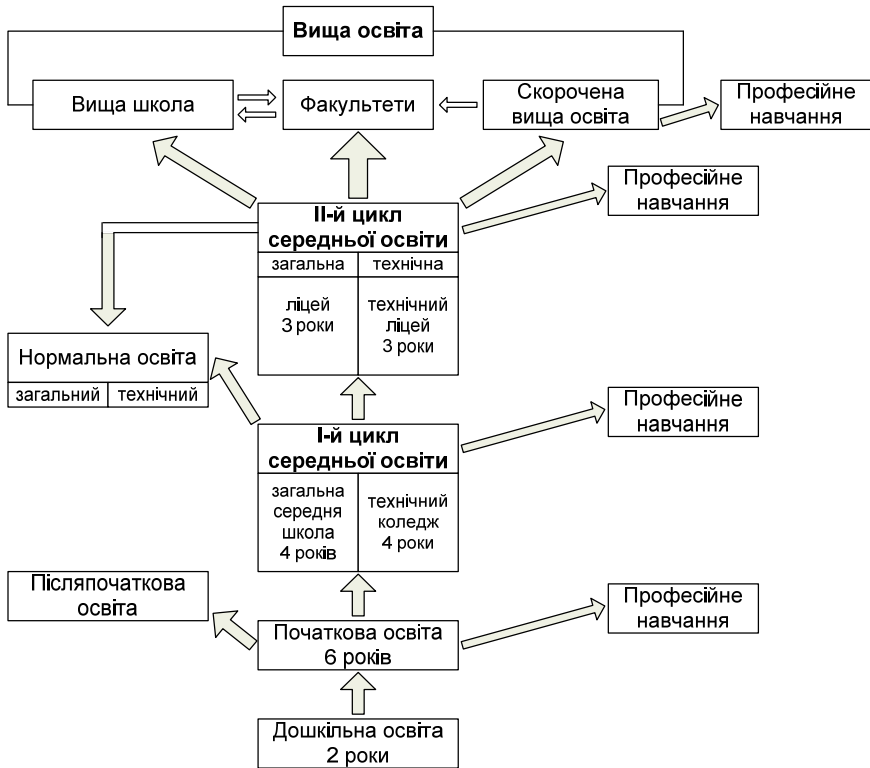 Вища освіта
Вища школа
Факультети
Скорочена
вища освіта
Професійне
навчання
Професійне
навчання
II-й цикл
середньої освіти
загальна
технічна
ліцей
3 роки
технічний
ліцей
3 роки
Нормальна освіта
загальний
технічний
Професійне
навчання
I-й цикл
середньої освіти
загальна
середня
школа
4 років
технічний
коледж
4 роки
Післяпочаткова
освіта
Професійне
навчання
Початкова освіта
6 років
Дошкільна освіта
2 роки